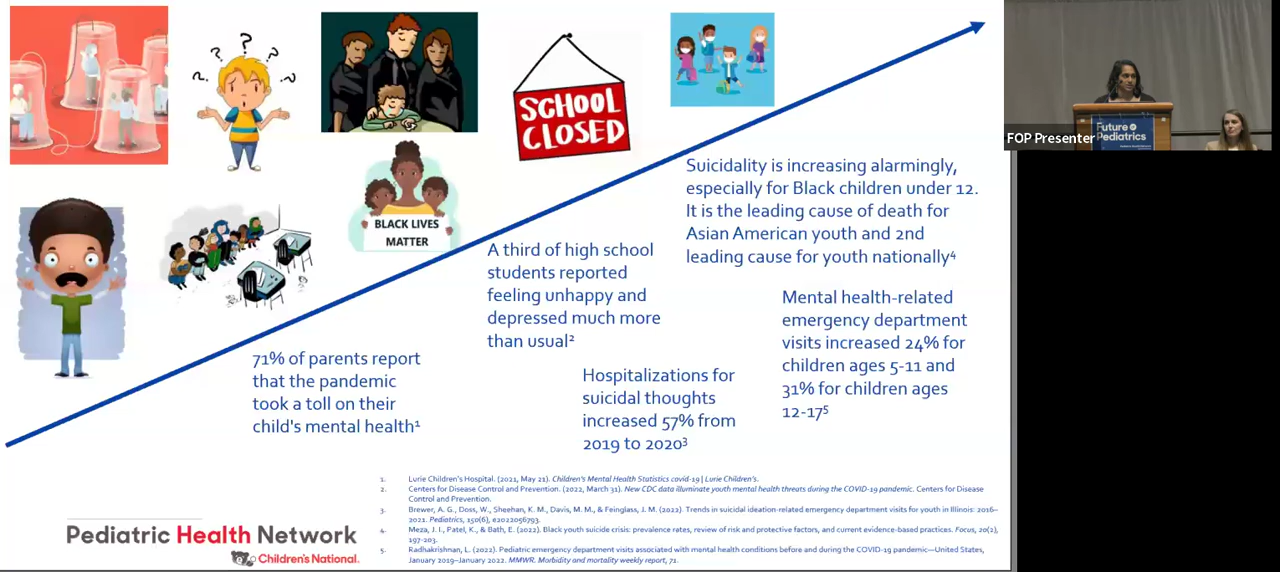 SCHOOL
CLOSED
BLACK LIVES
MATTER
71% of parents report
that the pandemic
took a toll on their
child's mental health¹
A third of high school
students reported
feeling unhappy and
depressed much more
than usual²
Hospitalizations for
suicidal thoughts
increased 57% from
2019 to 2020³
Suicidality is increasing alarmingly,
especially for Black children under 12.
It is the leading cause of death for
Asian American youth and 2nd
leading cause for youth nationally⁴
Mental health-related
emergency department
visits increased 24% for
children ages 5-11 and
31% for children ages
12-17⁵
1. Lurie Children's Hospital. (2021, May 21). Children's Mental Health Statistics covid-19 | Lurie Children's.
2. Centers for Disease Control and Prevention. (2022, March 31). New CDC data illuminate youth mental health threats during the COVID-19 pandemic. Centers for Disease
Control and Prevention.
3. Brewer, A. G., Doss, W., Sheehan, K. M., Davis, M. M., & Feinglass, J. M. (2022). Trends in suicidal ideation-related emergency department visits for youth in Illinois: 2016–
2021. Pediatrics, 150(6), e2022056793.
4. Meza, J. I., Patel, K., & Bath, E. (2022). Black youth suicide crisis: prevalence rates, review of risk and protective factors, and current evidence-based practices. Focus, 20(2),
197-203.
5. Radhakrishnan, L. (2022). Pediatric emergency department visits associated with mental health conditions before and during the COVID-19 pandemic—United States,
January 2019–January 2022. MMWR. Morbidity and mortality weekly report, 71.
Pediatric Health Network
Children's National
FOP Presenter
Future of
Pediatrics
? ? ? ? ?